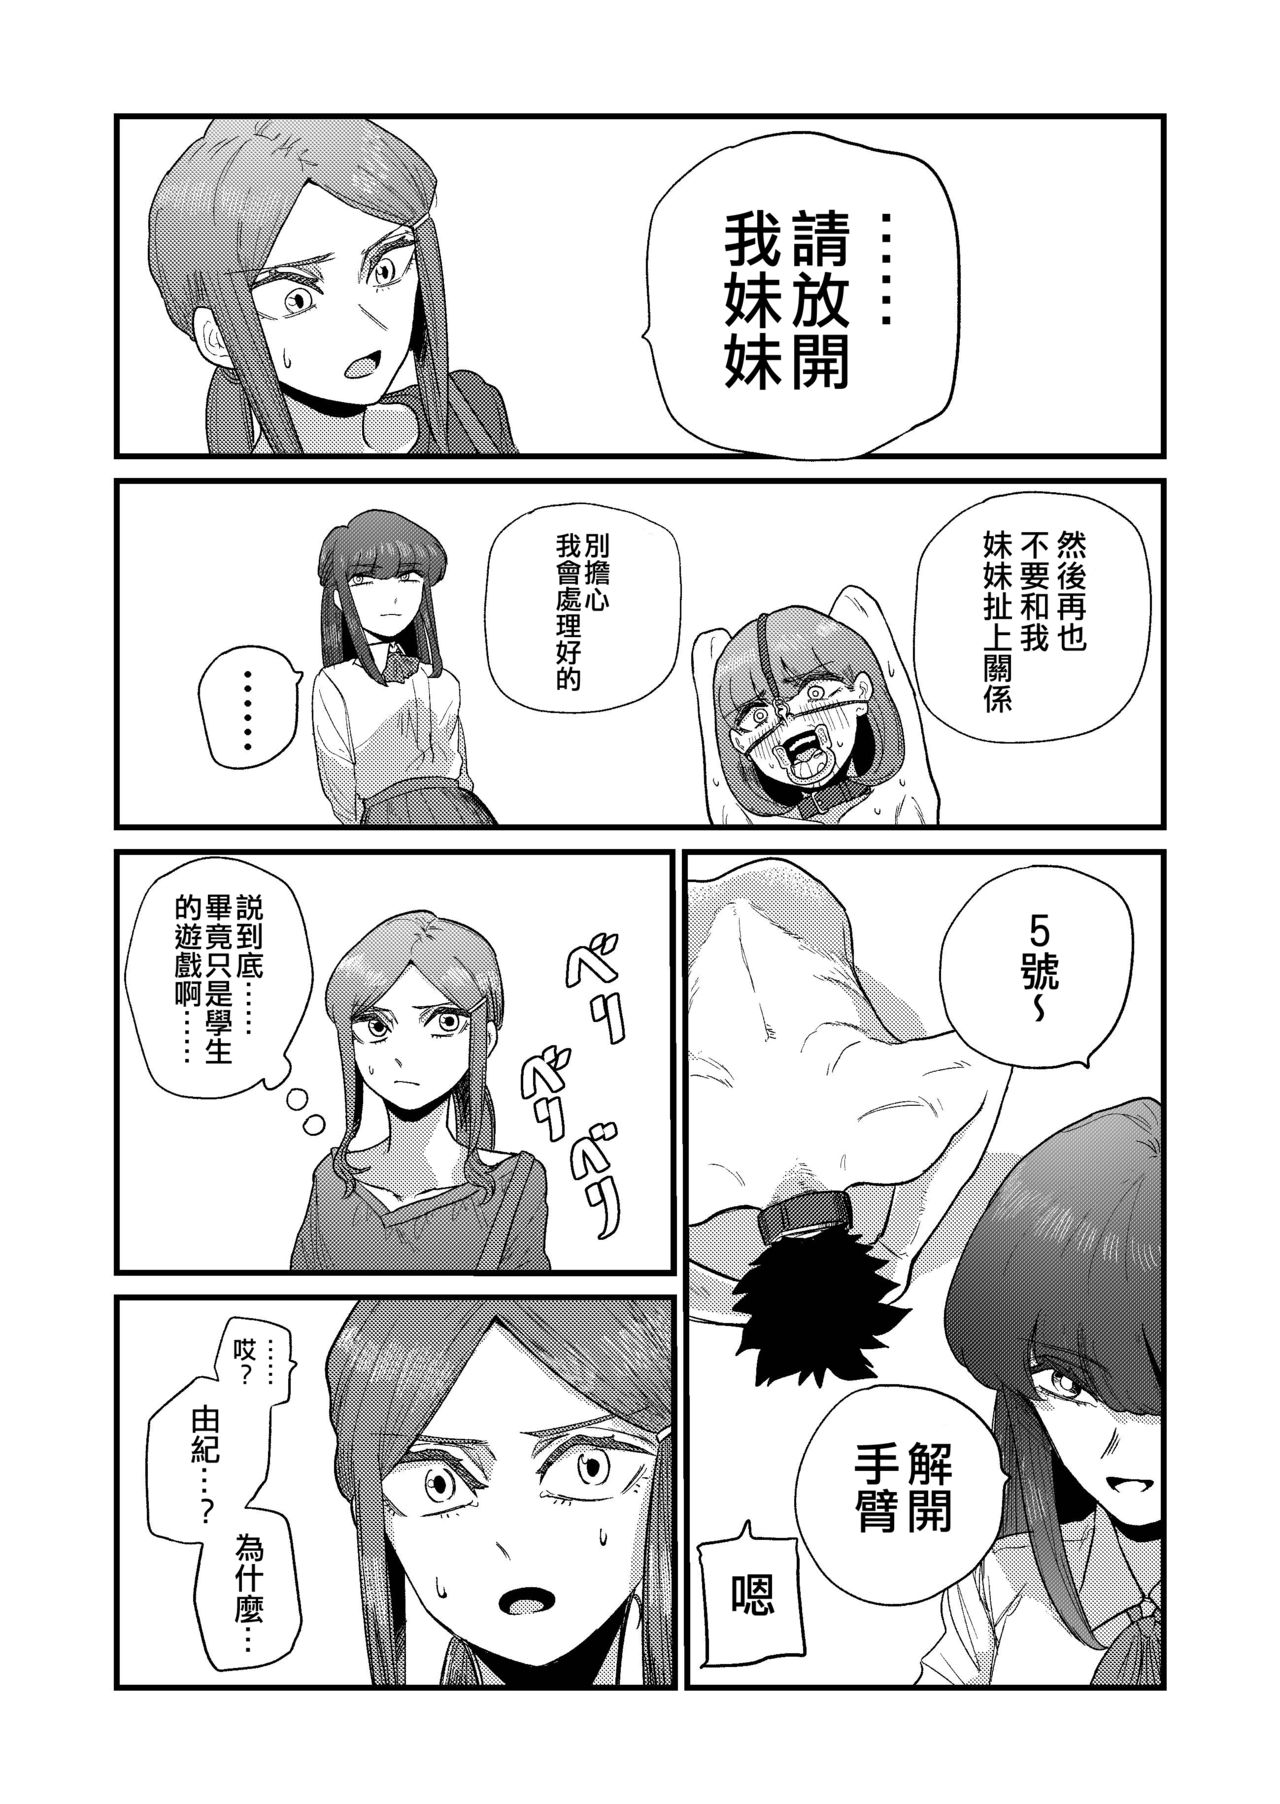 ……
請放開
我妹妹
然後再也
不要和我
妹妹扯上關係
別擔心
我會處理好的
……
5號~
解開
手臂
嗯
ベリ
ベリ
ベリ
說到底……
畢竟只是學生
的遊戲啊……
……
哎?
由紀…?
為什麼…